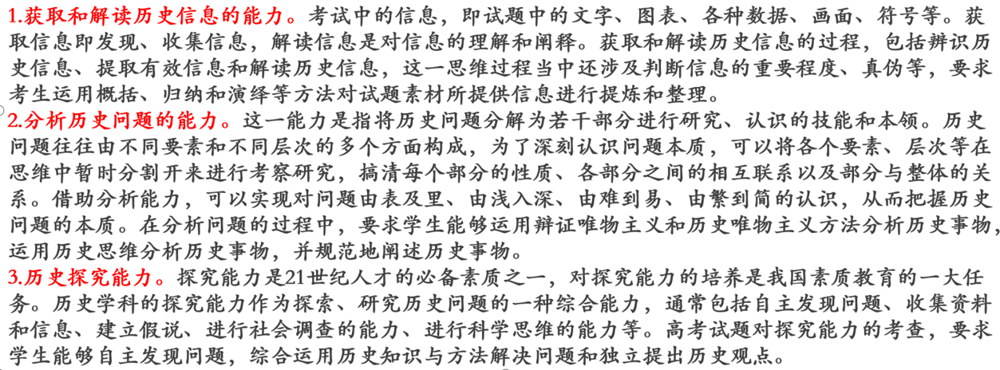 1.获取和解读历史信息的能力。考试中的信息，即试题中的文字、图表、各种数据、画面、符号等。获
取信息即发现、收集信息，解读信息是对信息的理解和阐释。获取和解读历史信息的过程，包括辨识历
史信息、提取有效信息和解读历史信息，这一思维过程当中还涉及判断信息的重要程度、真伪等，要求
考生运用概括、归纳和演绎等方法对试题素材所提供信息进行提炼和整理。
2.分析历史问题的能力。这一能力是指将历史问题分解为若干部分进行研究、认识的技能和本领。历史
问题往往由不同要素和不同层次的多个方面构成，为了深刻认识问题本质，可以将各个要素、层次等在
思维中暂时分割开来进行考察研究，搞清每个部分的性质、各部分之间的相互联系以及部分与整体的关
系。借助分析能力，可以实现对问题由表及里、由浅入深、由难到易、由繁到简的认识，从而把握历史
问题的本质。在分析问题的过程中，要求学生能够运用辩证唯物主义和历史唯物主义方法分析历史事物，
运用历史思维分析历史事物，并规范地阐述历史事物。
3.历史探究能力。探究能力是21世纪人才的必备素质之一，对探究能力的培养是我国素质教育的一大任
务。历史学科的探究能力作为探索、研究历史问题的一种综合能力，通常包括自主发现问题、收集资料
和信息、建立假说、进行社会调查的能力、进行科学思维的能力等。高考试题对探究能力的考查，要求
学生能够自主发现问题，综合运用历史知识与方法解决问题和独立提出历史观点。